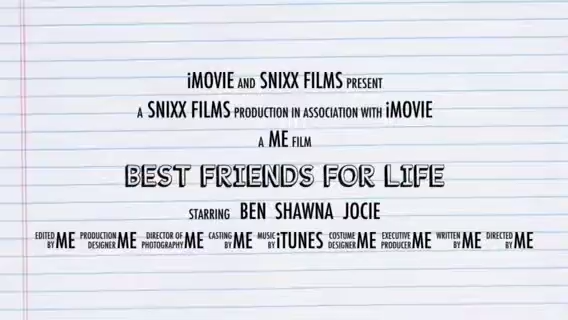 iMOVIE AND SNIXX FILMS PRESENT
A SNIXX FILMS PRODUCTION IN ASSOCIATION WITH iMOVIE
A ME FILM
BEST FRIENDS FOR LIFE
STARRING BEN SHAWNA JOCIE
EDITED BY ME PRODUCTION DESIGNER ME DIRECTOR OF PHOTOGRAPHY ME CASTING BY ME MUSIC BY iTUNES COSTUME DESIGNER ME EXECUTIVE PRODUCER ME WRITTEN BY ME DIRECTED BY ME